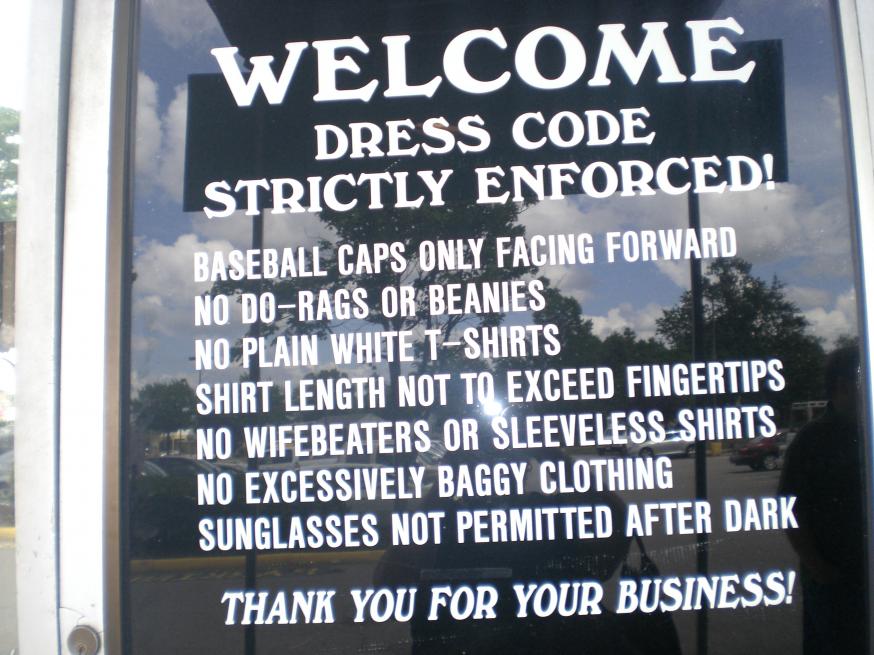 WELCOME
DRESS CODE
STRICTLY ENFORCED!
BASEBALL CAPS ONLY FACING FORWARD
NO DO-RAGS OR BEANIES
NO PLAIN WHITE T-SHIRTS
SHIRT LENGTH NOT TO EXCEED FINGERTIPS
NO WIFEBEATERS OR SLEEVELESS SHIRTS
NO EXCESSIVELY BAGGY CLOTHING
SUNGLASSES NOT PERMITTED AFTER DARK
THANK YOU FOR YOUR BUSINESS!